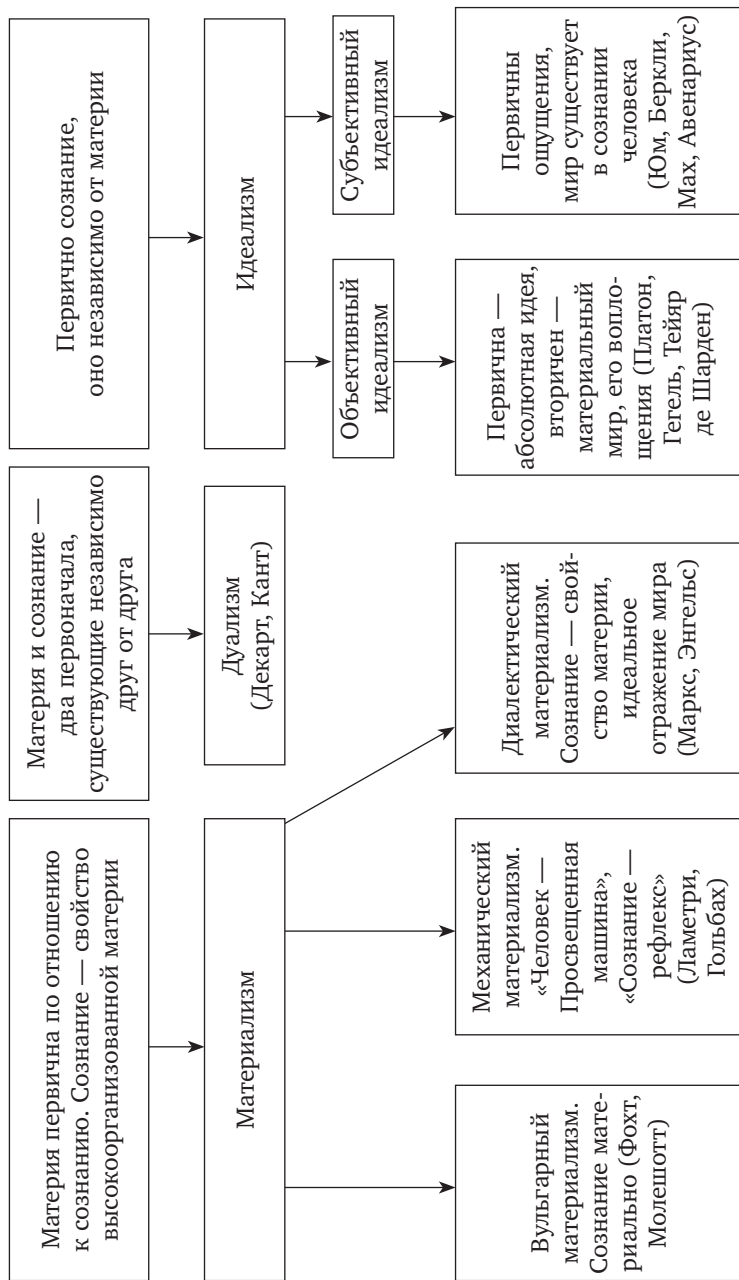 Материя первична по отношению
к сознанию. Сознание — свойство
высокоорганизованной материи
Материя и сознание —
два первоначала,
существующие независимо
друг от друга
Первично сознание,
оно независимо от материи
Материализм
Дуализм
(Декарт, Кант)
Идеализм
Объективный
идеализм
Субъективный
идеализм
Вульгарный
материализм.
Сознание мате-
риально (Фохт,
Молешотт)
Механический
материализм.
«Человек —
Просвещенная
машина»,
«Сознание —
рефлекс»
(Ламетри,
Гольбах)
Диалектический
материализм.
Сознание — свой-
ство материи,
идеальное
отражение мира
(Маркс, Энгельс)
Первична —
абсолютная идея,
вторичен —
материальный
мир, его вопло-
щения (Платон,
Гегель, Тейяр
де Шарден)
Первичны
ощущения,
мир существует
в сознании
человека
(Юм, Беркли,
Мах, Авенариус)